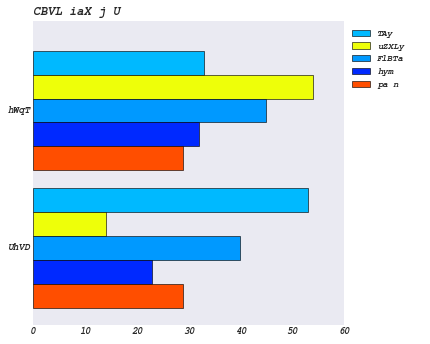 CBVL iaX j U
TAy
uZXLy
FlBTa
hym
pa n
hWqT
UhVD
0 10 20 30 40 50 60